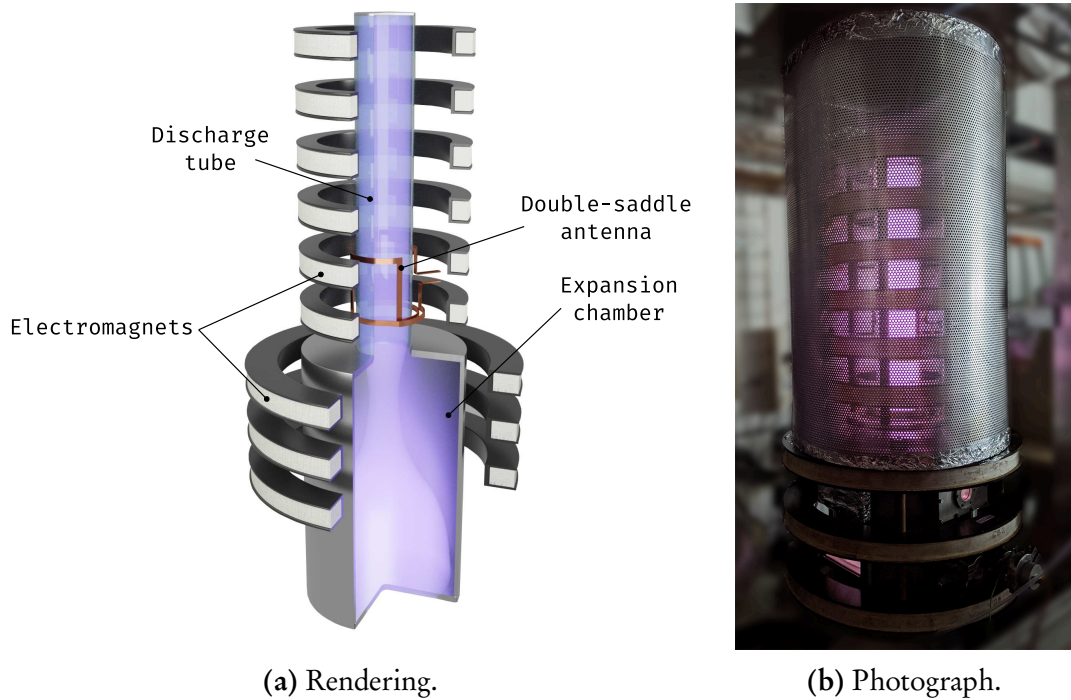 Discharge
tube
Double-saddle
antenna
Expansion
chamber
Electromagnets
(a) Rendering.
(b) Photograph.